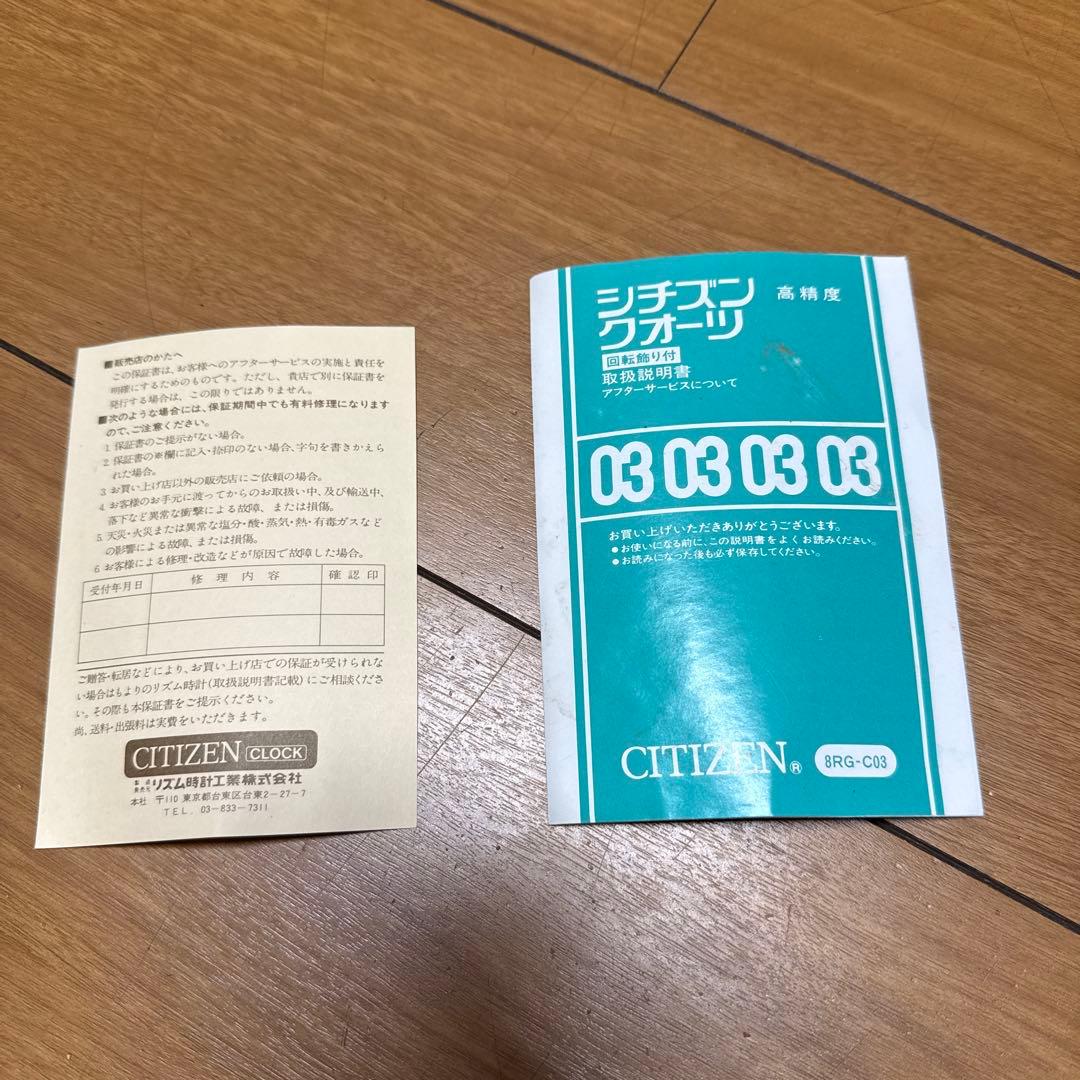 ■販売店のかたへ
この保証書は、お客様へのアフターサービスの実施と責任を
明確にするためのものです。ただし、貴店で別に保証書を
発行する場合は、この限りではありません。
■次のような場合には、保証期間中でも有料修理になります
ので、ご注意ください。
1. 保証書のご提示がない場合。
2. 保証書の※欄に記入・捺印のない場合、字句を書きかえら
れた場合。
3. お買い上げ店以外の販売店にご依頼の場合。
4. お客様のお手元に渡ってからのお取扱い中、及び輸送中、
落下など異常な衝撃による故障、または損傷。
5. 天災・火災または異常な塩分・酸・蒸気・熱・有毒ガスなど
の影響による故障、または損傷。
6. お客様による修理・改造などが原因で故障した場合。
受付年月日 修理内容 確認印
ご贈答・転居などにより、お買い上げ店での保証が受けられな
い場合はもよりのリズム時計(取扱説明書記載)にご相談くださ
い。その際も本保証書をご提示ください。
尚、送料・出張料は実費をいただきます。
CITIZEN CLOCK
製造発売元 リズム時計工業株式会社
本社 〒110 東京都台東区台東2-27-7
TEL. 03-833-7311
シチズン 高精度
クオーツ
回転飾り付
取扱説明書
アフターサービスについて
03 03 03 03
お買い上げいただきありがとうございます。
●お使いになる前に、この説明書をよくお読みください。
●お読みになった後も必ず保存してください。
CITIZEN® 8RG-C03